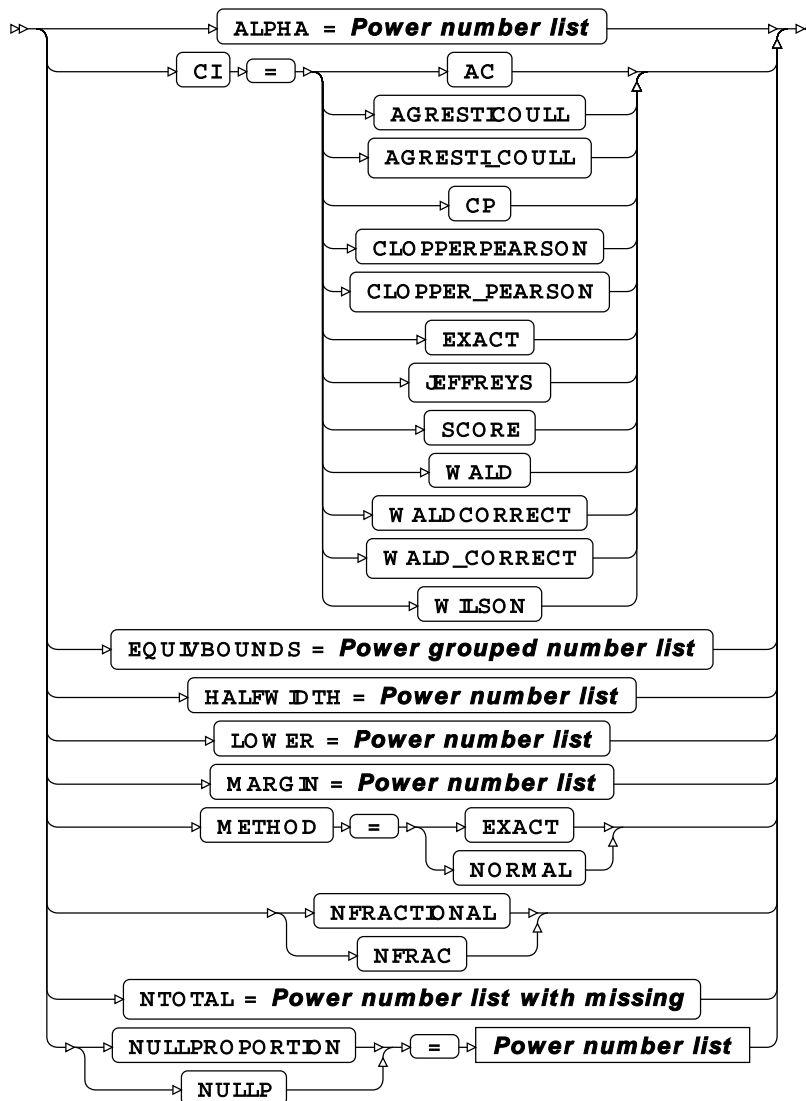 ALPHA = Power number list
CI = AC
AGRESTICOULL
AGRESTI_COULL
CP
CLOPPERPEARSON
CLOPPER_PEARSON
EXACT
JEFFREYS
SCORE
WALD
WALDCORRECT
WALD_CORRECT
WILSON
EQUIVBOUNDS = Power grouped number list
HALFWIDTH = Power number list
LOWER = Power number list
MARGIN = Power number list
METHOD = EXACT
NORMAL
NFRACTIONAL
NFRAC
NTOTAL = Power number list with missing
NULLPROPORTION = Power number list
NULLP